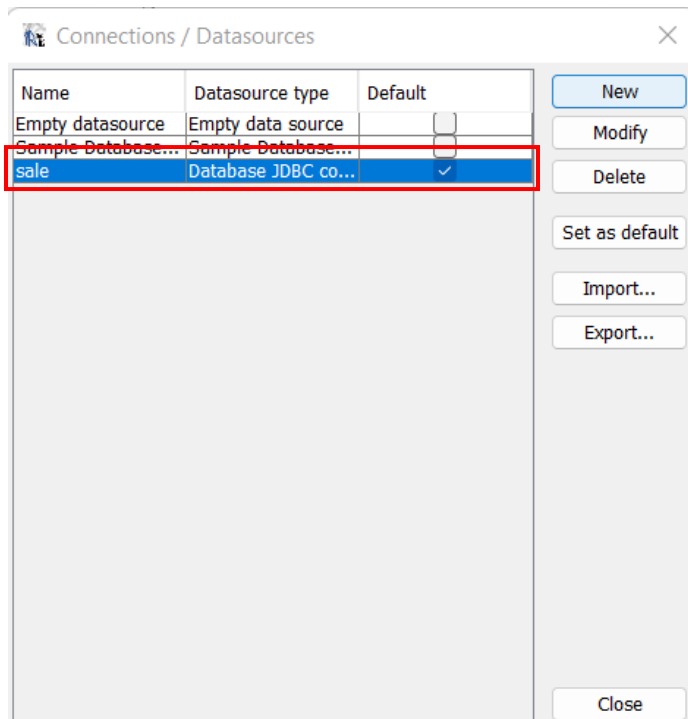 Connections / Datasources
Name Datasource type Default
Empty datasource Empty data source
Sample Database... Sample Database...
sale Database JDBC co...
New
Modify
Delete
Set as default
Import...
Export...
Close